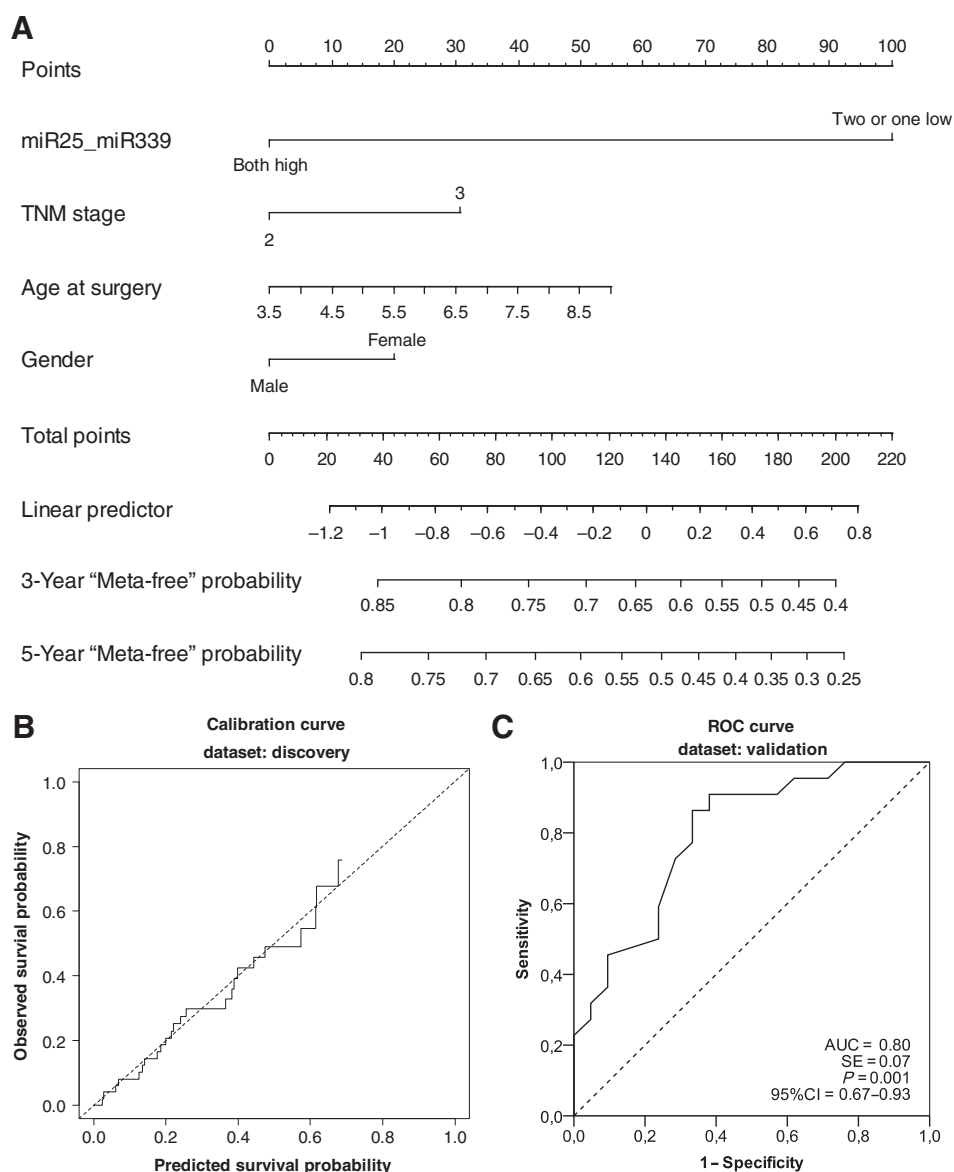 A
0 10 20 30 40 50 60 70 80 90 100
Points
Two or one low
miR25_miR339
Both high
3
TNM stage
2
Age at surgery
3.5 4.5 5.5 6.5 7.5 8.5
Female
Gender
Male
Total points
0 20 40 60 80 100 120 140 160 180 200 220
Linear predictor
–1.2 –1 –0.8 –0.6 –0.4 –0.2 0 0.2 0.4 0.6 0.8
3-Year “Meta-free” probability
0.85 0.8 0.75 0.7 0.65 0.6 0.55 0.5 0.45 0.4
5-Year “Meta-free” probability
0.8 0.75 0.7 0.65 0.6 0.55 0.5 0.45 0.4 0.35 0.3 0.25
B
Calibration curve
dataset: discovery
Observed survial probability
1.0
0.8
0.6
0.4
0.2
0.0
0.0 0.2 0.4 0.6 0.8 1.0
Predicted survival probability
C
ROC curve
dataset: validation
Sensitivity
1,0
0,8
0,6
0,4
0,2
0,0
AUC = 0.80
SE = 0.07
P = 0.001
95%CI = 0.67–0.93
0,0 0,2 0,4 0,6 0,8 1,0
1 – Specificity